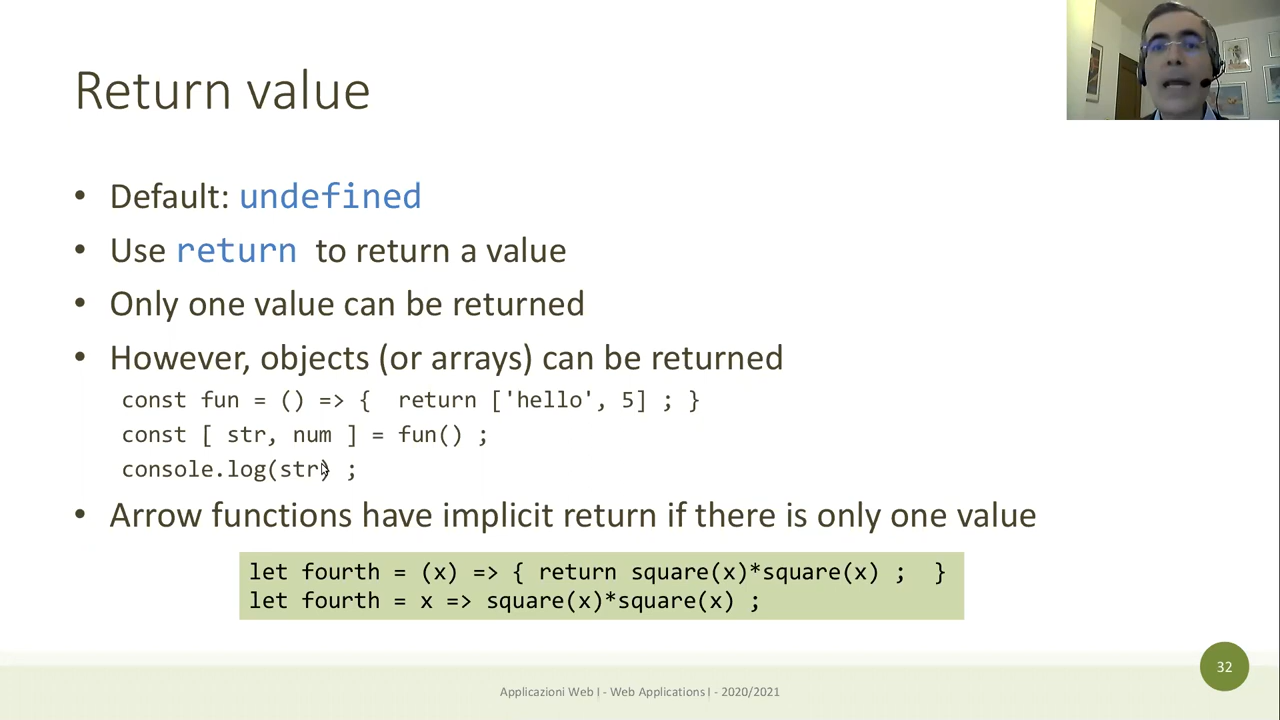 Return value
• Default: undefined
• Use return to return a value
• Only one value can be returned
• However, objects (or arrays) can be returned
const fun = () => { return ['hello', 5] ; }
const [ str, num ] = fun() ;
console.log(str) ;
• Arrow functions have implicit return if there is only one value
let fourth = (x) => { return square(x)*square(x) ; }
let fourth = x => square(x)*square(x) ;
32
Applicazioni Web I - Web Applications I - 2020/2021